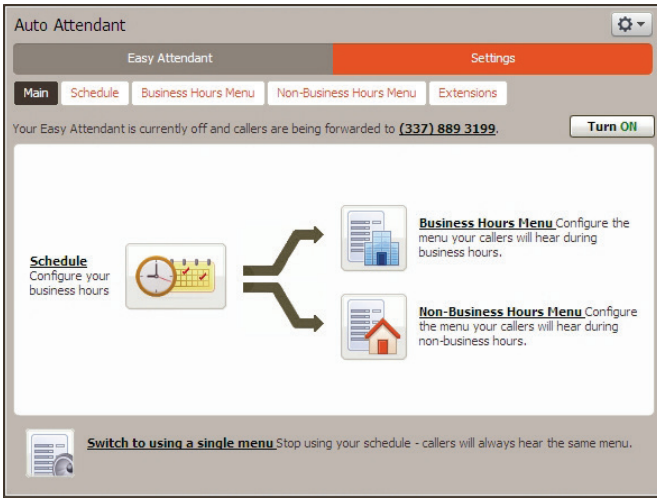 Auto Attendant
Easy Attendant
Settings
Main
Schedule
Business Hours Menu
Non-Business Hours Menu
Extensions
Your Easy Attendant is currently off and callers are being forwarded to (337) 889 3199.
Turn ON
Schedule
Configure your
business hours
Business Hours Menu Configure the
menu your callers will hear during
business hours.
Non-Business Hours Menu Configure
the menu your callers will hear during
non-business hours.
Switch to using a single menu Stop using your schedule - callers will always hear the same menu.